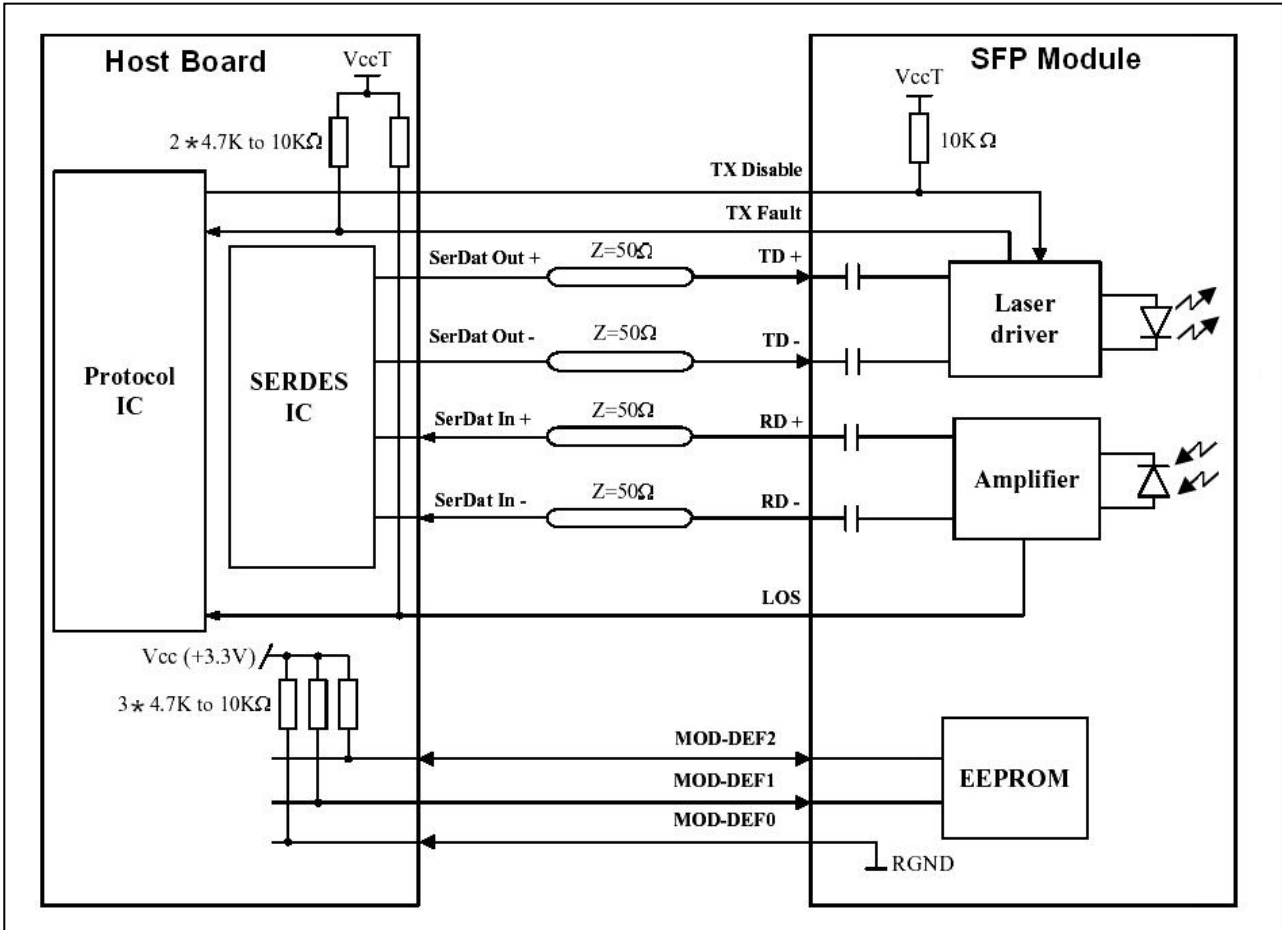 Host Board
SFP Module
VccT
VccT
2*4.7K to 10KΩ
10KΩ
TX Disable
TX Fault
SerDat Out +
Z=50Ω
TD +
SerDat Out -
Z=50Ω
TD -
Laser
driver
Protocol
IC
SERDES
IC
SerDat In +
Z=50Ω
RD +
SerDat In -
Z=50Ω
RD -
Amplifier
LOS
Vcc (+3.3V)
3*4.7K to 10KΩ
MOD-DEF2
MOD-DEF1
MOD-DEF0
EEPROM
RGND